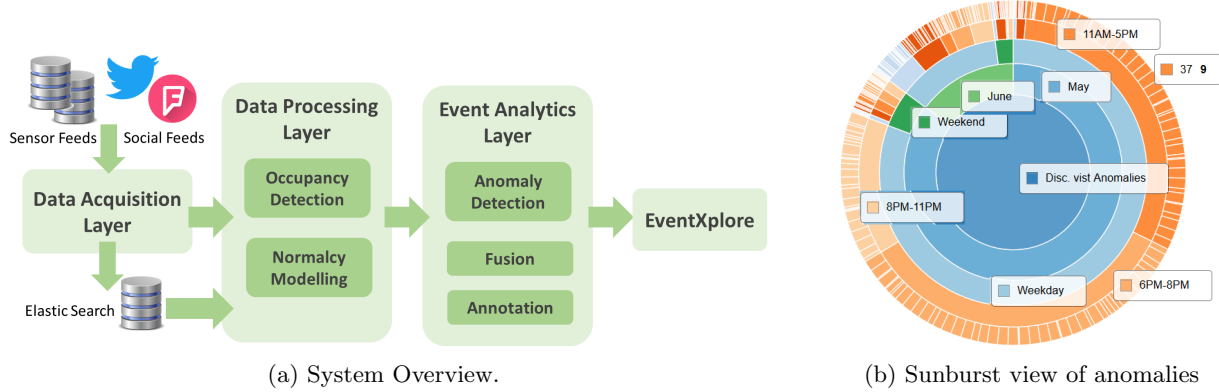 Sensor Feeds
Social Feeds
Data Acquisition
Layer
Elastic Search
Data Processing
Layer
Occupancy
Detection
Normalcy
Modelling
Event Analytics
Layer
Anomaly
Detection
Fusion
Annotation
EventXplore
(a) System Overview.
11AM-5PM
37 9
May
June
Weekend
Disc. vist Anomalies
8PM-11PM
6PM-8PM
Weekday
(b) Sunburst view of anomalies